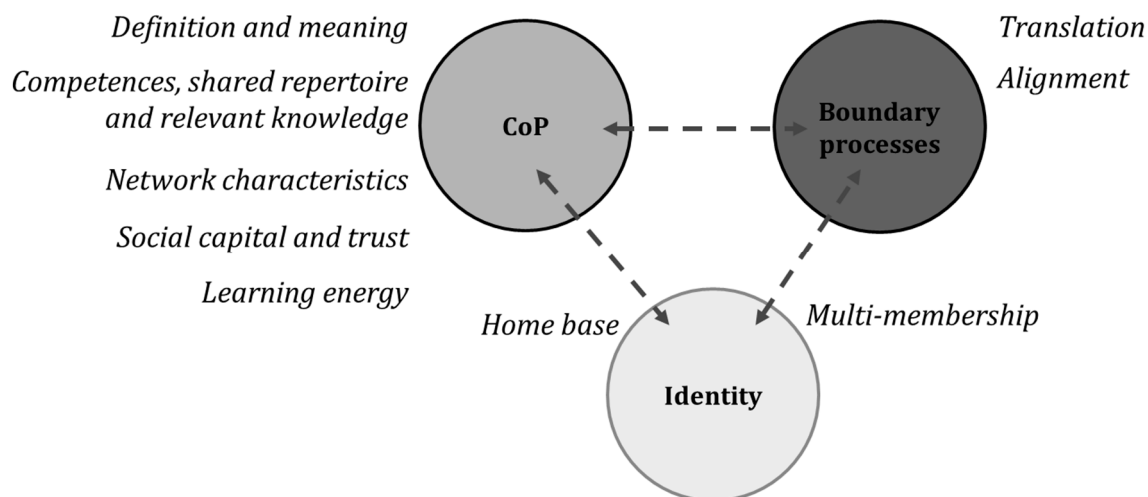 Definition and meaning
Competences, shared repertoire
and relevant knowledge
Network characteristics
Social capital and trust
Learning energy
CoP
Boundary
processes
Translation
Alignment
Home base
Multi-membership
Identity